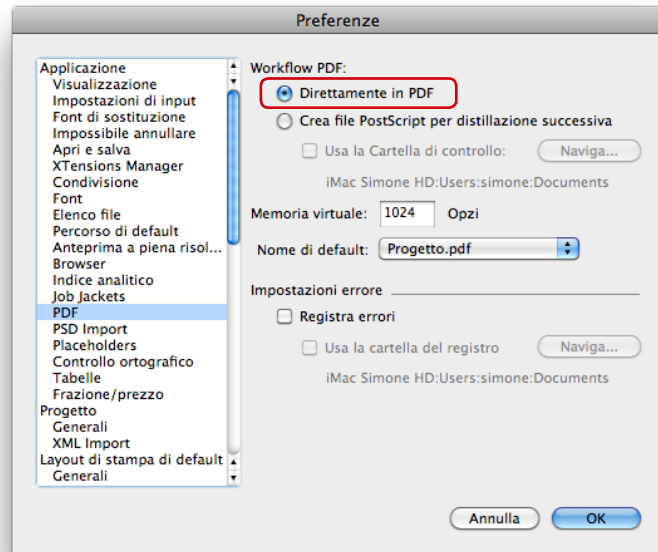 Preferenze
Applicazione
Visualizzazione
Impostazioni di input
Font di sostituzione
Impossibile annullare
Apri e salva
XTensions Manager
Condivisione
Font
Elenco file
Percorso di default
Anteprima a piena risol...
Browser
Indice analitico
Job Jackets
PDF
PSD Import
Placeholders
Controllo ortografico
Tabelle
Frazione/prezzo
Progetto
Generali
XML Import
Layout di stampa di default
Generali
Workflow PDF:
Direttamente in PDF
Crea file PostScript per distillazione successiva
Usa la Cartella di controllo: Naviga...
iMac Simone HD:Users:simone:Documents
Memoria virtuale: 1024 Opzi
Nome di default: Progetto.pdf
Impostazioni errore
Registra errori
Usa la cartella del registro Naviga...
iMac Simone HD:Users:simone:Documents
Annulla OK